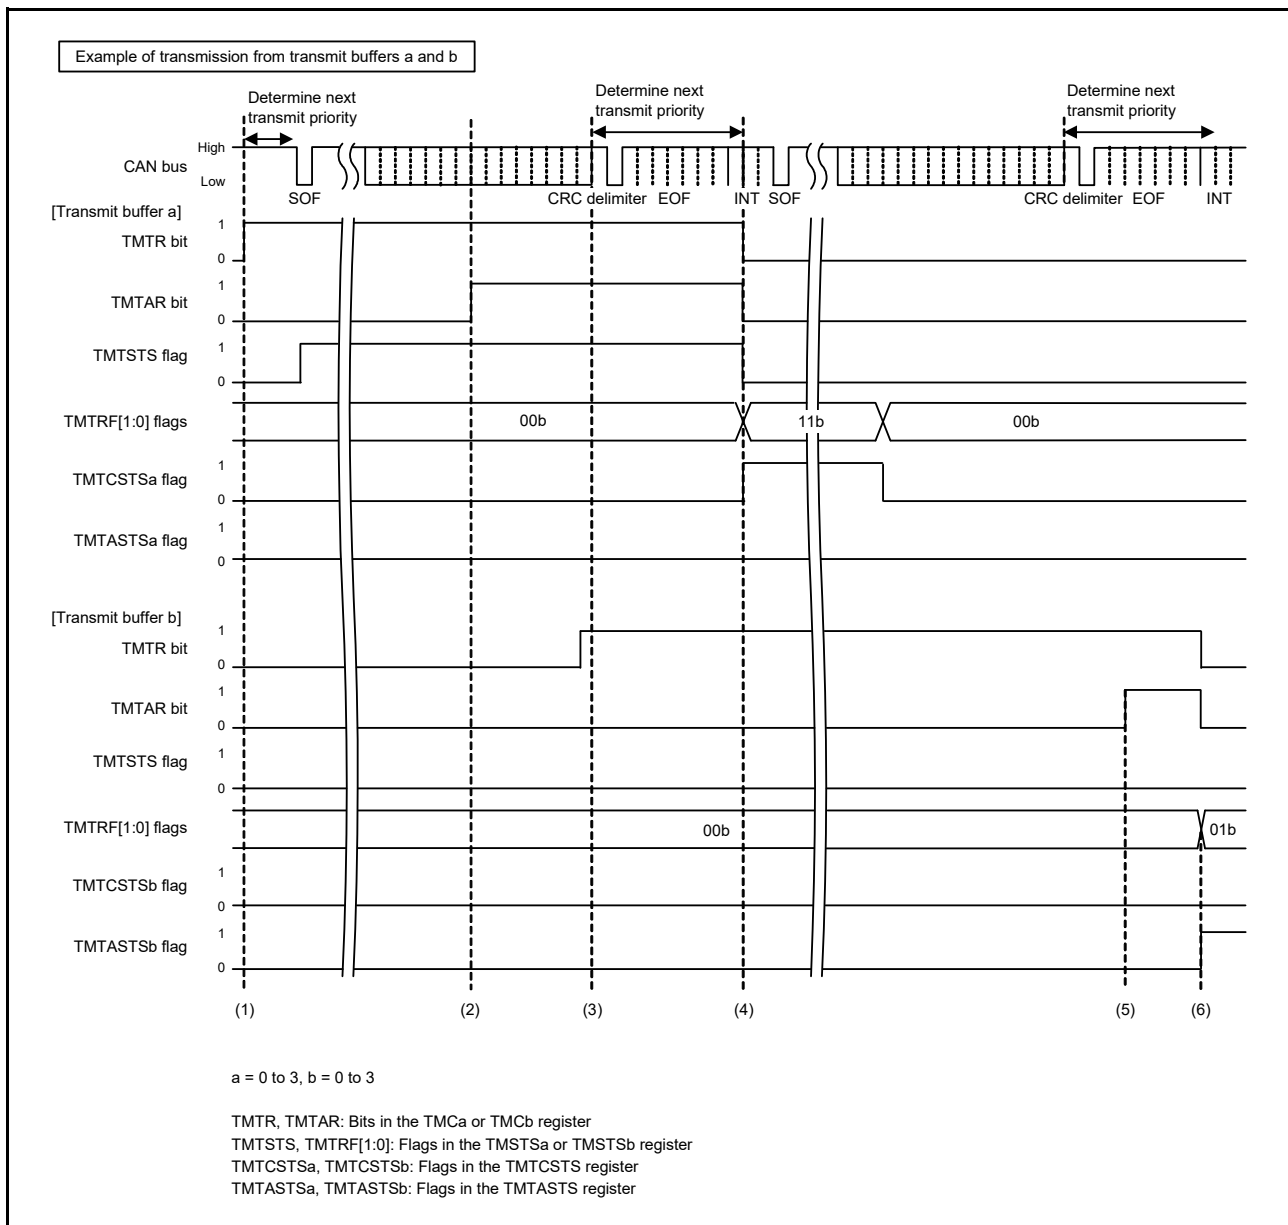 Example of transmission from transmit buffers a and b
Determine next
transmit priority
Determine next
transmit priority
Determine next
transmit priority
High
CAN bus
Low
SOF
CRC delimiter
EOF
INT
SOF
CRC delimiter
EOF
INT
[Transmit buffer a]
1
TMTR bit
0
1
TMTAR bit
0
1
TMTSTS flag
0
TMTRF[1:0] flags
00b
11b
00b
1
TMTCSTSa flag
0
1
TMTASTSa flag
0
[Transmit buffer b]
1
TMTR bit
0
1
TMTAR bit
0
1
TMTSTS flag
0
TMTRF[1:0] flags
00b
01b
1
TMTCSTSb flag
0
1
TMTASTSb flag
0
(1)
(2)
(3)
(4)
(5)
(6)
a = 0 to 3, b = 0 to 3
TMTR, TMTAR: Bits in the TMCa or TMCb register
TMTSTS, TMTRF[1:0]: Flags in the TMSTSa or TMSTSb register
TMTCSTSa, TMTCSTSb: Flags in the TMTCSTS register
TMTASTSa, TMTASTSb: Flags in the TMTASTS register